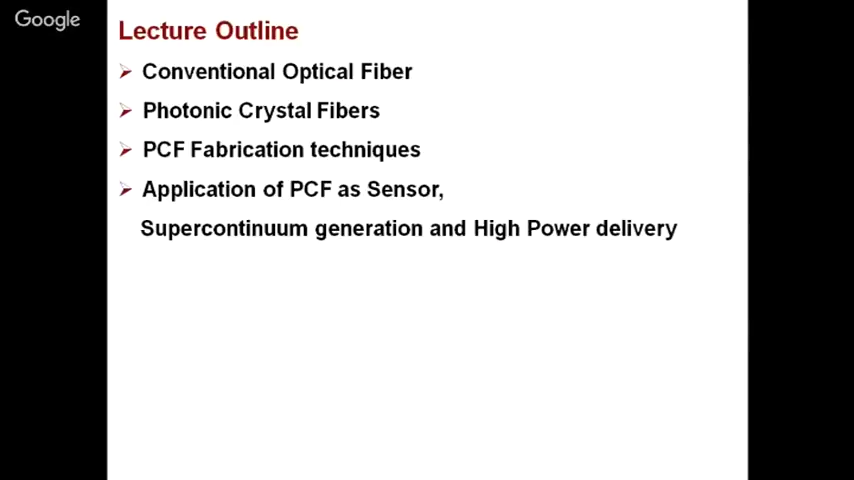 Google
Lecture Outline
Conventional Optical Fiber
Photonic Crystal Fibers
PCF Fabrication techniques
Application of PCF as Sensor,
Supercontinuum generation and High Power delivery